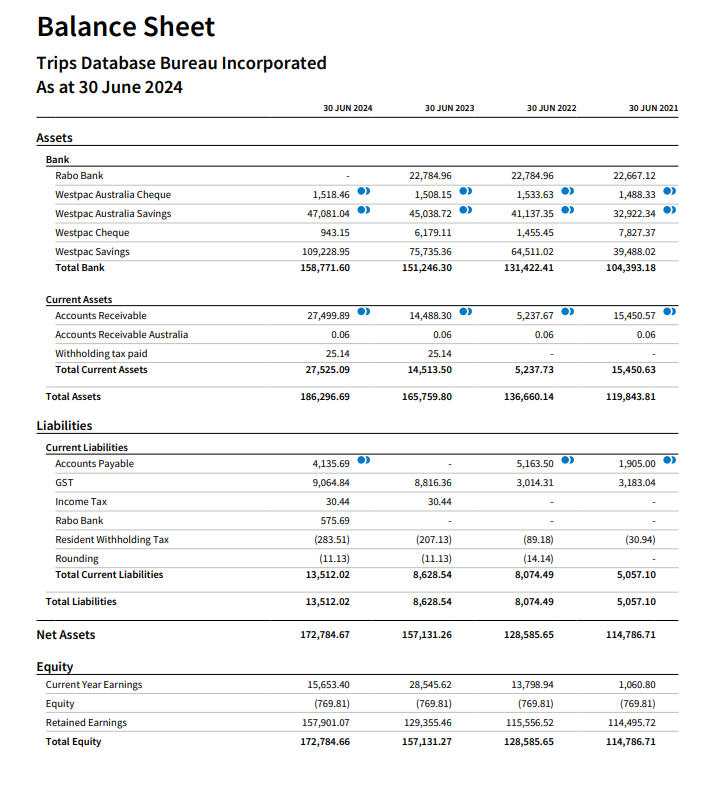 Balance Sheet
Trips Database Bureau Incorporated
As at 30 June 2024
30 JUN 2024 30 JUN 2023 30 JUN 2022 30 JUN 2021
Assets
Bank
Rabo Bank - 22,784.96 22,784.96 22,667.12
Westpac Australia Cheque 1,518.46 1,508.15 1,533.63 1,488.33
Westpac Australia Savings 47,081.04 45,038.72 41,137.35 32,922.34
Westpac Cheque 943.15 6,179.11 1,455.45 7,827.37
Westpac Savings 109,228.95 75,735.36 64,511.02 39,488.02
Total Bank 158,771.60 151,246.30 131,422.41 104,393.18
Current Assets
Accounts Receivable 27,499.89 14,488.30 5,237.67 15,450.57
Accounts Receivable Australia 0.06 0.06 0.06 0.06
Withholding tax paid 25.14 25.14 - -
Total Current Assets 27,525.09 14,513.50 5,237.73 15,450.63
Total Assets 186,296.69 165,759.80 136,660.14 119,843.81
Liabilities
Current Liabilities
Accounts Payable 4,135.69 - 5,163.50 1,905.00
GST 9,064.84 8,816.36 3,014.31 3,183.04
Income Tax 30.44 30.44 - -
Rabo Bank 575.69 - - -
Resident Withholding Tax (283.51) (207.13) (89.18) (30.94)
Rounding (11.13) (11.13) (14.14) -
Total Current Liabilities 13,512.02 8,628.54 8,074.49 5,057.10
Total Liabilities 13,512.02 8,628.54 8,074.49 5,057.10
Net Assets 172,784.67 157,131.26 128,585.65 114,786.71
Equity
Current Year Earnings 15,653.40 28,545.62 13,798.94 1,060.80
Equity (769.81) (769.81) (769.81) (769.81)
Retained Earnings 157,901.07 129,355.46 115,556.52 114,495.72
Total Equity 172,784.66 157,131.27 128,585.65 114,786.71